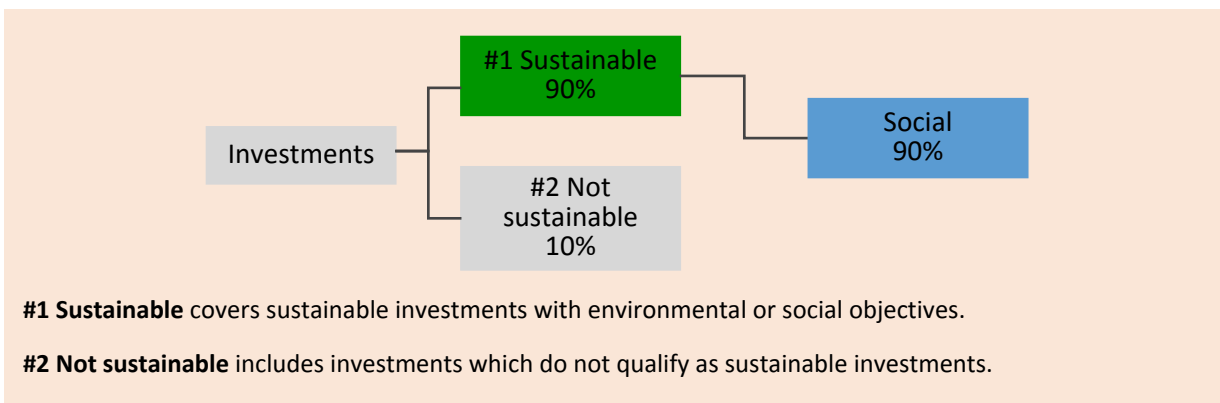 #1 Sustainable
90%
Social
90%
Investments
#2 Not
sustainable
10%
#1 Sustainable covers sustainable investments with environmental or social objectives.
#2 Not sustainable includes investments which do not qualify as sustainable investments.